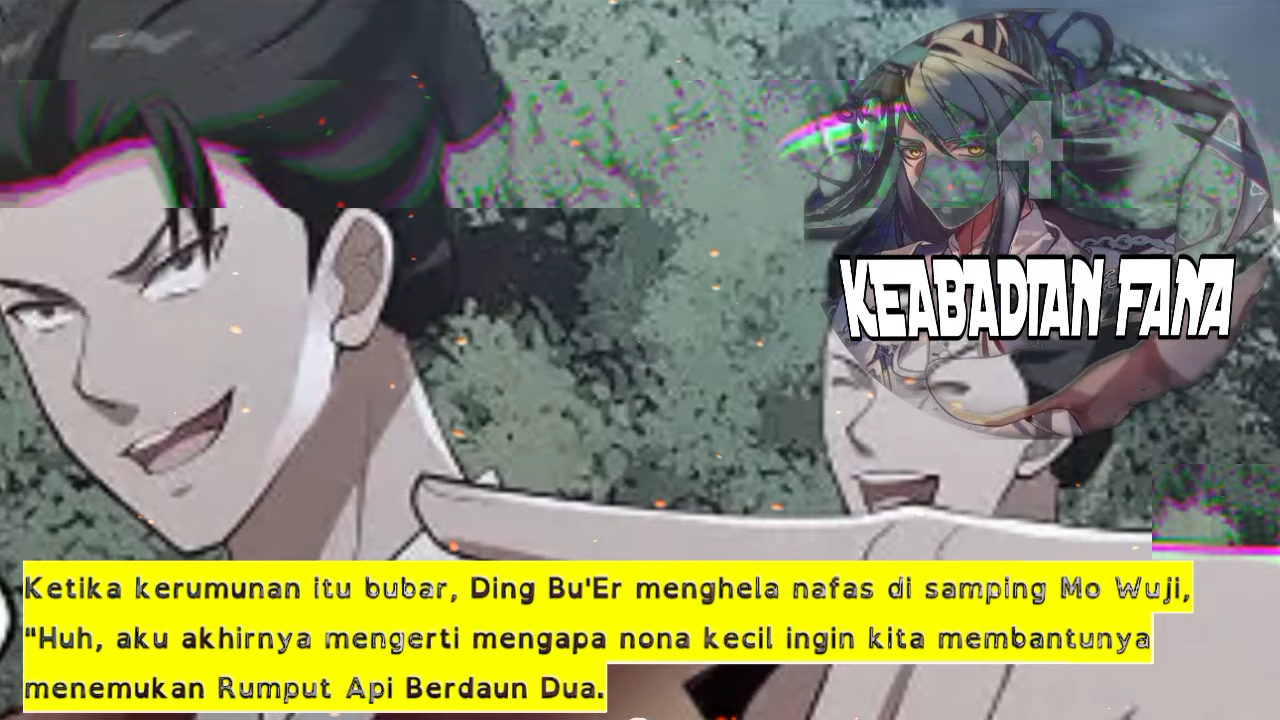 KEABADIAN FANA
Ketika kerumunan itu bubar, Ding Bu'Er menghela nafas di samping Mo Wuji,
"Huh, aku akhirnya mengerti mengapa nona kecil ingin kita membantunya
menemukan Rumput Api Berdaun Dua.